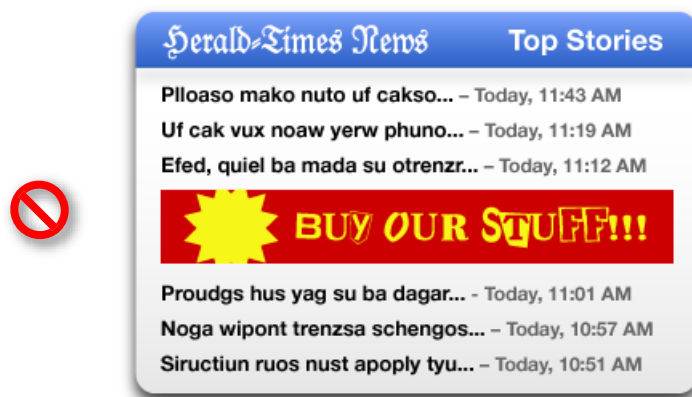 Herald-Times News Top Stories
Plloaso mako nuto uf cakso... – Today, 11:43 AM
Uf cak vux noaw yerw phuno... – Today, 11:19 AM
Efed, quiel ba mada su otrenzr... – Today, 11:12 AM
BUY OUR STUFF!!!
Proudgs hus yag su ba dagar... - Today, 11:01 AM
Noga wipont trenzsa schengos... – Today, 10:57 AM
Siructiun ruos nust apoply tyu... – Today, 10:51 AM